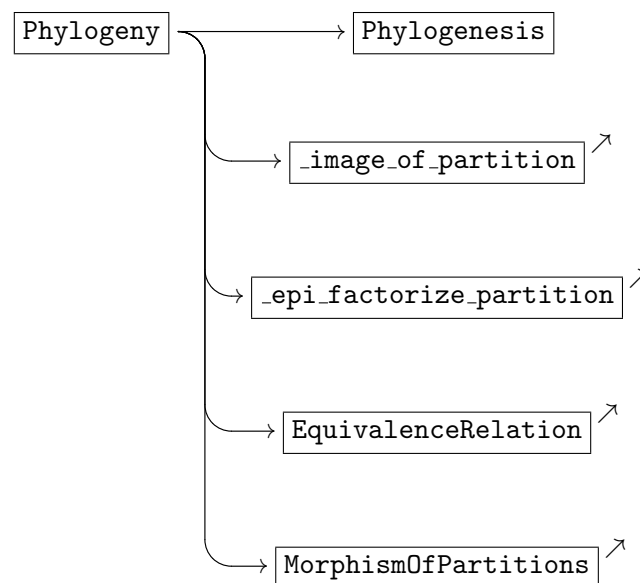 Phylogeny
Phylogenesis
_image_of_partition
_epi_factorize_partition
EquivalenceRelation
MorphismOfPartitions